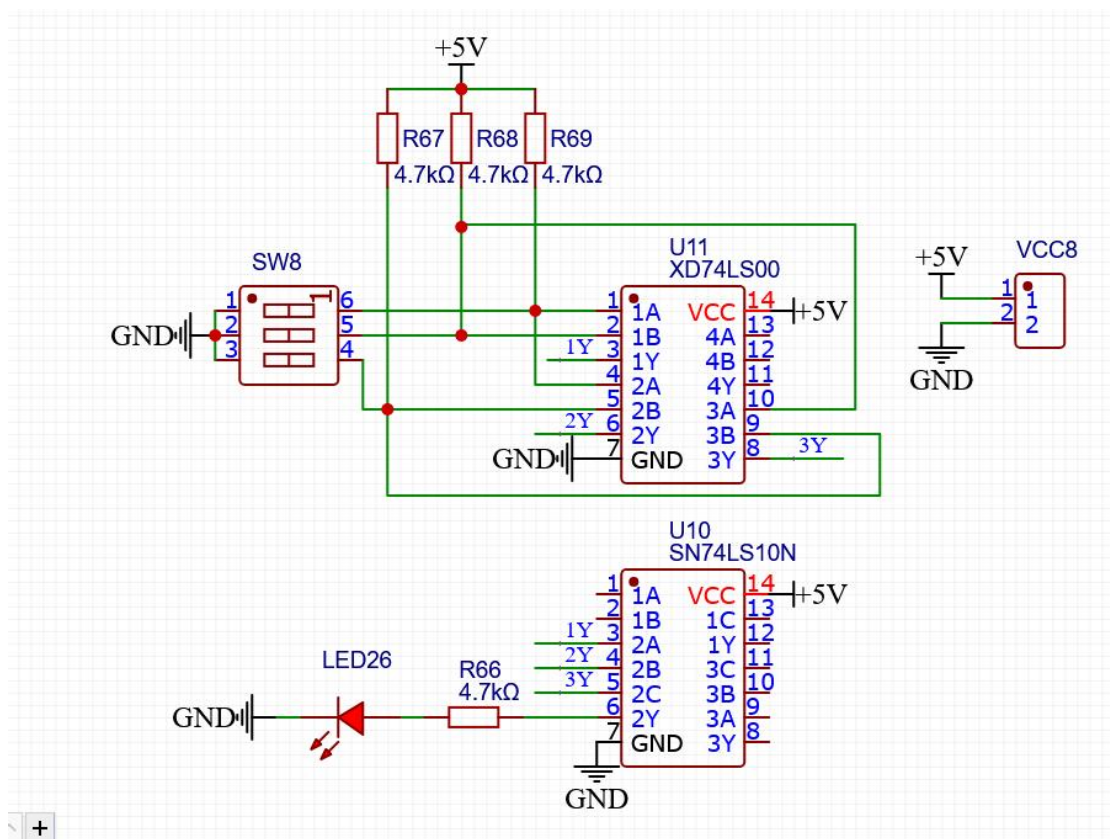 +5V
R67 R68 R69
4.7kΩ 4.7kΩ 4.7kΩ
SW8
1
1 6
2 5
3 4
GND
U11
XD74LS00
1 1A VCC 14 +5V
2 1B 4A 13
1Y 3 1Y 4B 12
4 2A 4Y 11
5 2B 3A 10
2Y 6 2Y 3B 9
GND 7 GND 3Y 8 3Y
+5V VCC8
1 1
2 2
GND
U10
SN74LS10N
1 1A VCC 14 +5V
2 1B 1C 13
1Y 3 2A 1Y 12
2Y 4 2B 3C 11
3Y 5 2C 3B 10
6 2Y 3A 9
7 GND 3Y 8
GND
LED26
R66
4.7kΩ
GND
+